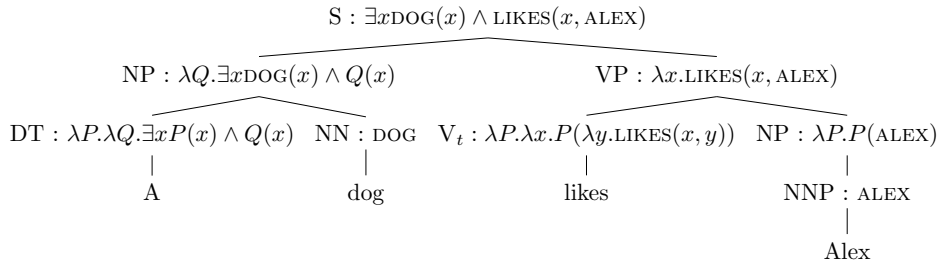 S : ∃xDOG(x) ∧ LIKES(x, ALEX)
NP : λQ.∃xDOG(x) ∧ Q(x) VP : λx.LIKES(x, ALEX)
DT : λP.λQ.∃xP(x) ∧ Q(x) NN : DOG Vₜ : λP.λx.P(λy.LIKES(x, y)) NP : λP.P(ALEX)
A dog likes NNP : ALEX
Alex